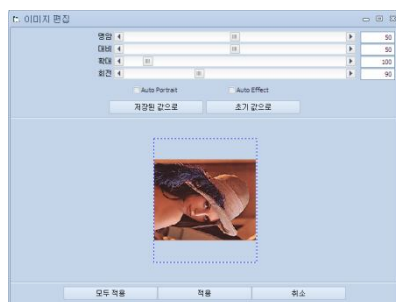 이미지 편집
명암 50
대비 50
확대 100
회전 90
Auto Portrait Auto Effect
저장된 값으로 초기 값으로
모두 적용 적용 취소